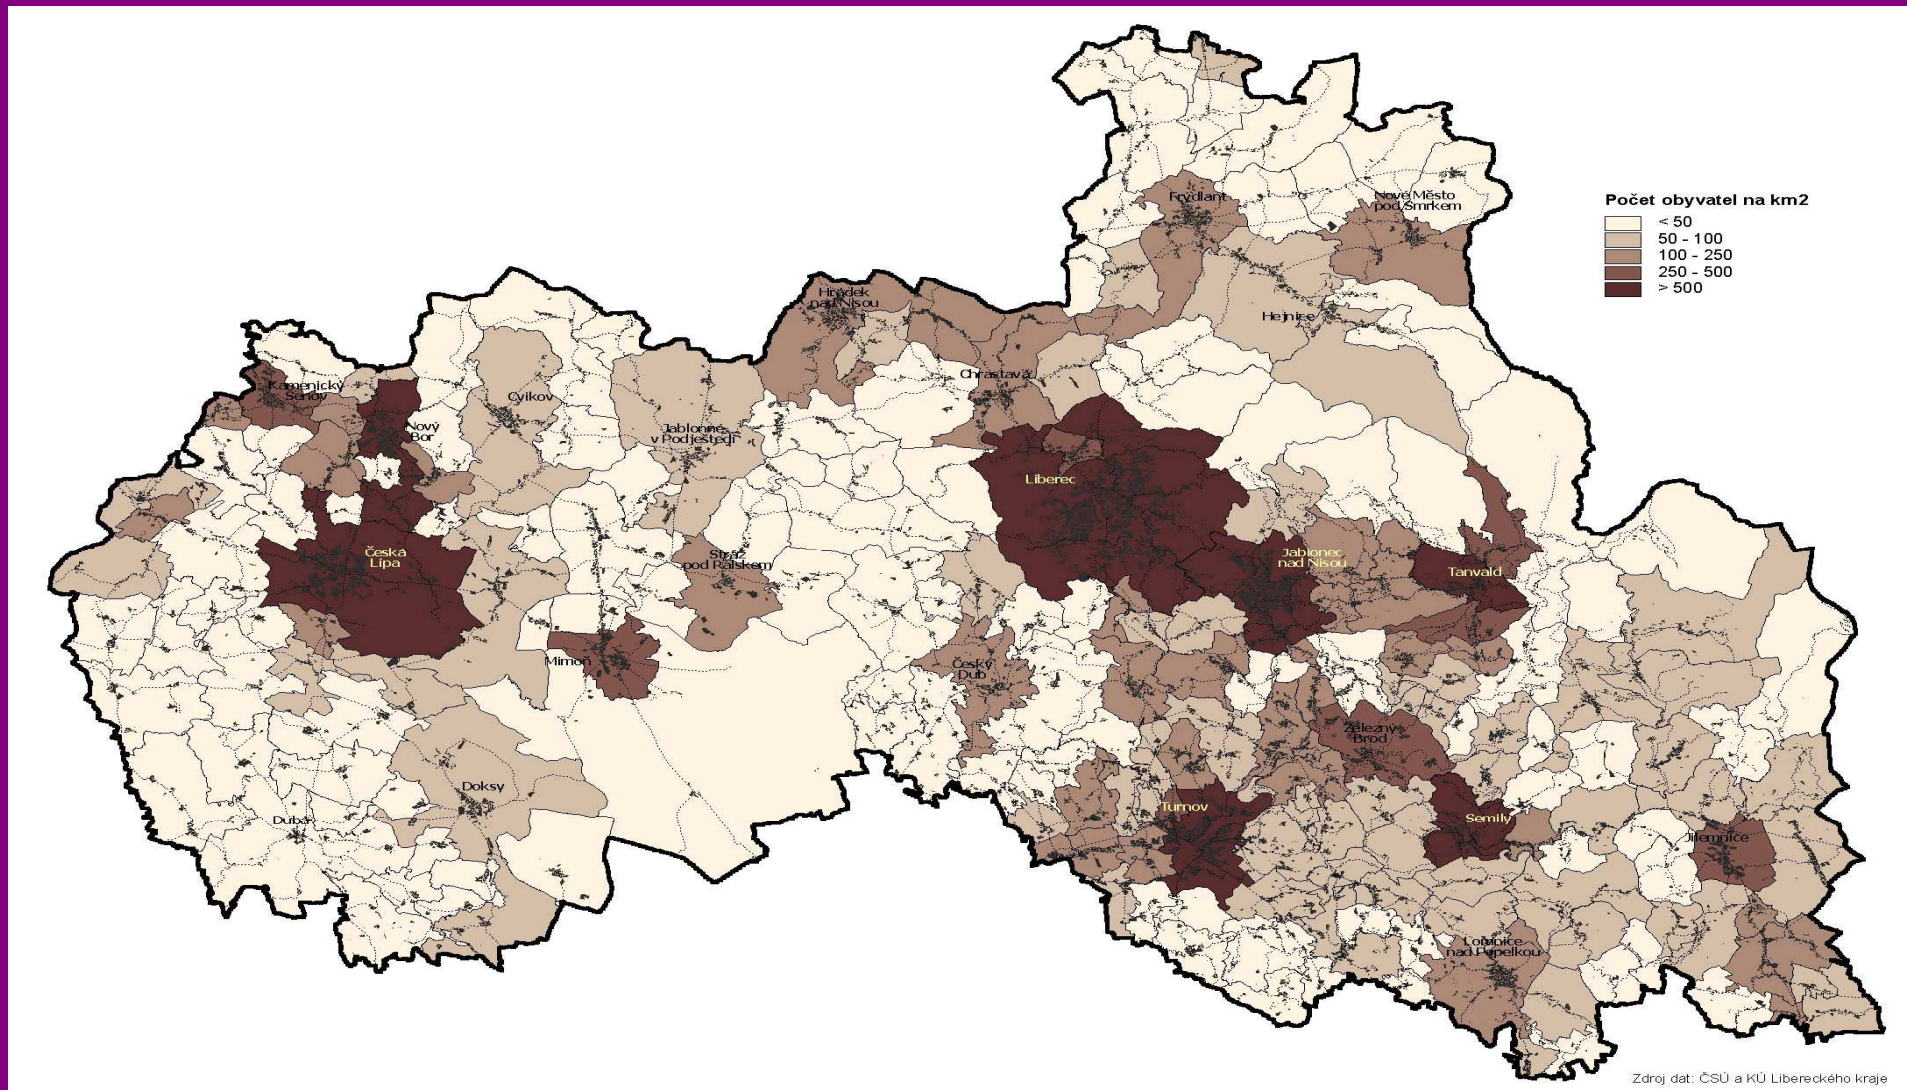 Frýdlant
Nové Město
pod Smrkem
Počet obyvatel na km2
< 50
50 - 100
100 - 250
250 - 500
> 500
Hrádek
nad Nisou
Hejnice
Kamenický
Šenov
Cvikov
Chrastava
Nový
Bor
Jablonné
v Podještědí
Liberec
Česká
Lípa
Stráž
pod Ralskem
Jablonec
nad Nisou
Tanvald
Mimoň
Český
Dub
Železný
Brod
Doksy
Dubá
Turnov
Semily
Jilemnice
Lomnice
nad Popelkou
Zdroj dat: ČSÚ a KÚ Libereckého kraje